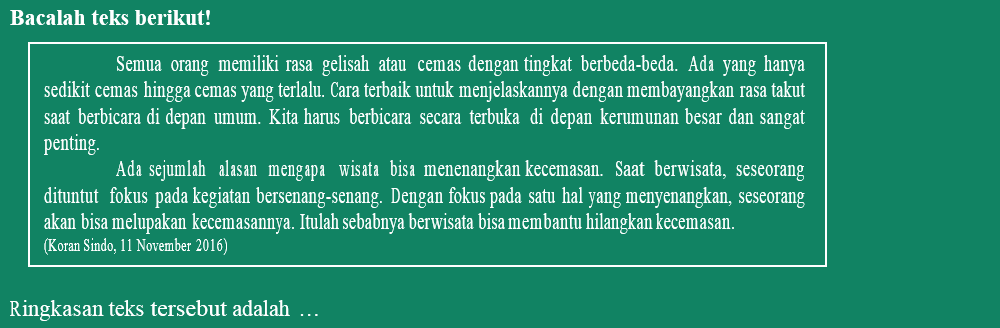 Bacalah teks berikut!
Semua orang memiliki rasa gelisah atau cemas dengan tingkat berbeda-beda. Ada yang hanya
sedikit cemas hingga cemas yang terlalu. Cara terbaik untuk menjelaskannya dengan membayangkan rasa takut
saat berbicara di depan umum. Kita harus berbicara secara terbuka di depan kerumunan besar dan sangat
penting.
Ada sejumlah alasan mengapa wisata bisa menenangkan kecemasan. Saat berwisata, seseorang
dituntut fokus pada kegiatan bersenang-senang. Dengan fokus pada satu hal yang menyenangkan, seseorang
akan bisa melupakan kecemasannya. Itulah sebabnya berwisata bisa membantu hilangkan kecemasan.
(Koran Sindo, 11 November 2016)
Ringkasan teks tersebut adalah …